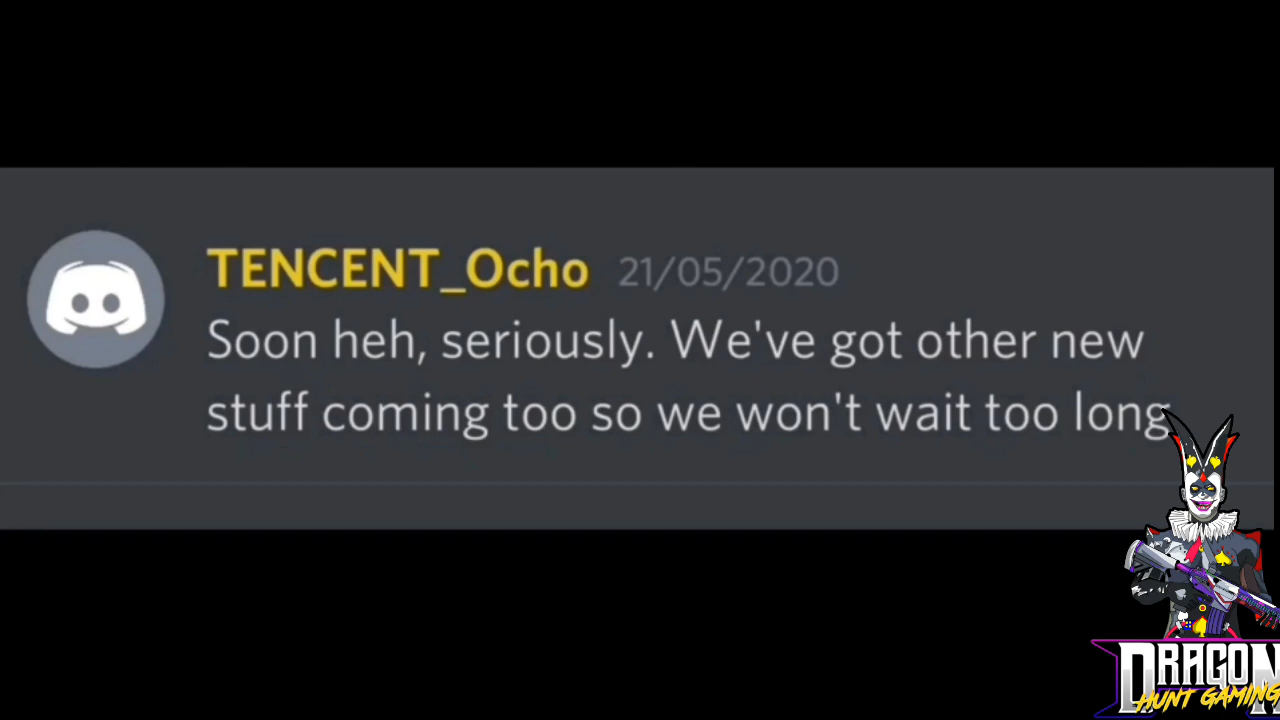 TENCENT_Ocho 21/05/2020
Soon heh, seriously. We've got other new
stuff coming too so we won't wait too long
DRAGON
HUNT GAMING